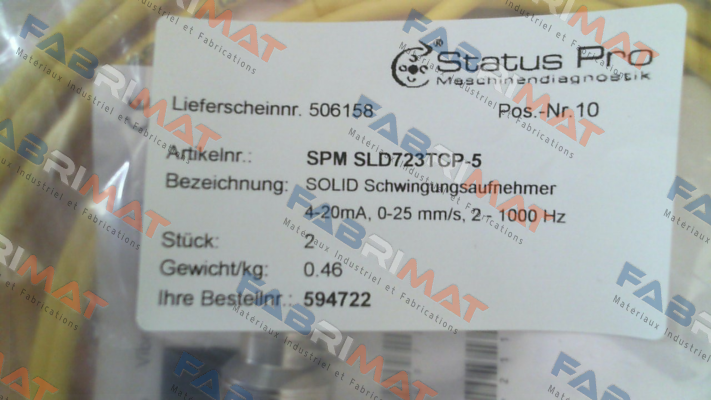 ® Status Pro
Maschinendiagnostik
Lieferscheinnr. 506158 Pos.-Nr.10
Artikelnr.: SPM SLD723TCP-5
Bezeichnung: SOLID Schwingungsaufnehmer
4-20mA, 0-25 mm/s, 2 - 1000 Hz
Stück: 2
Gewicht/kg: 0.46
Ihre Bestellnr.: 594722
FABRIMAT
Materiaux Industriel et Fabrications